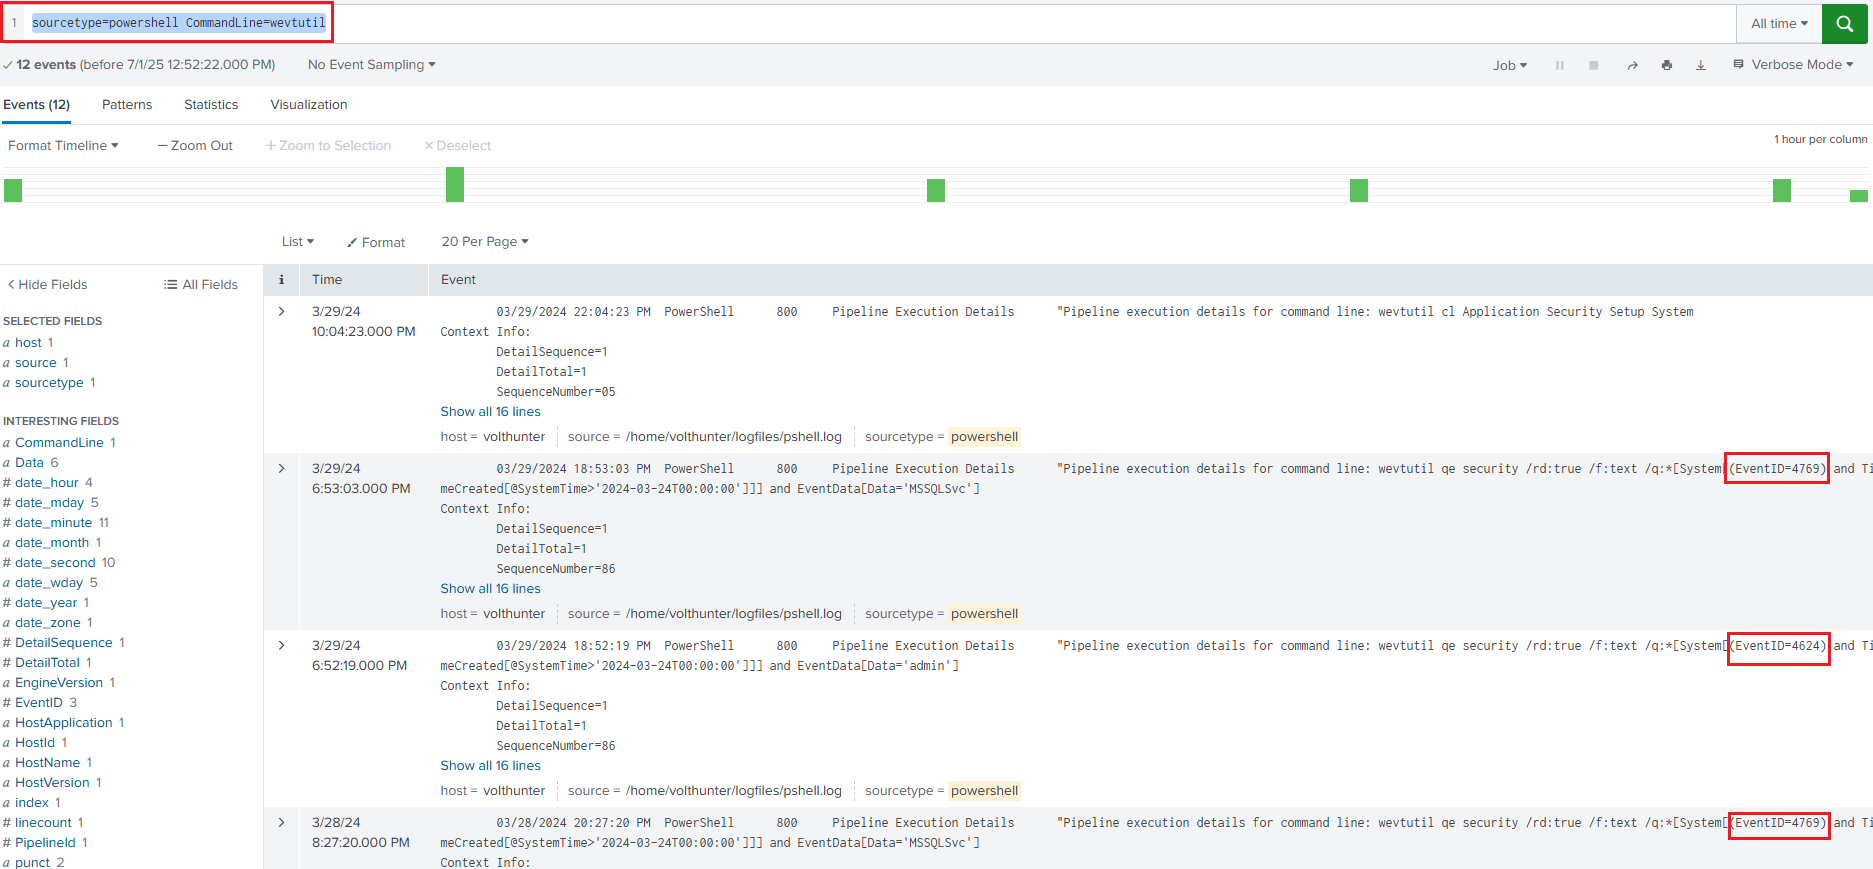 1 sourcetype=powershell CommandLine=wevtutil
All time
12 events (before 7/1/25 12:52:22.000 PM) No Event Sampling
Job Verbose Mode
Events (12) Patterns Statistics Visualization
Format Timeline — Zoom Out + Zoom to Selection × Deselect
1 hour per column
List Format 20 Per Page
< Hide Fields All Fields
i Time Event
SELECTED FIELDS
a host 1
a source 1
a sourcetype 1
INTERESTING FIELDS
a CommandLine 1
a Data 6
# date_hour 4
# date_mday 5
# date_minute 11
a date_month 1
# date_second 10
a date_wday 5
# date_year 1
a date_zone 1
# DetailSequence 1
# DetailTotal 1
a EngineVersion 1
# EventID 3
a HostApplication 1
a HostId 1
a HostName 1
a HostVersion 1
a index 1
# linecount 1
# PipelineId 1
a punct 2
3/29/24
10:04:23.000 PM
03/29/2024 22:04:23 PM PowerShell 800 Pipeline Execution Details "Pipeline execution details for command line: wevtutil cl Application Security Setup System
Context Info:
DetailSequence=1
DetailTotal=1
SequenceNumber=05
Show all 16 lines
host = volthunter source = /home/volthunter/logfiles/pshell.log sourcetype = powershell
3/29/24
6:53:03.000 PM
03/29/2024 18:53:03 PM PowerShell 800 Pipeline Execution Details "Pipeline execution details for command line: wevtutil qe security /rd:true /f:text /q:*[System[(EventID=4769) and Ti
meCreated[@SystemTime>'2024-03-24T00:00:00']]] and EventData[Data='MSSQLSvc']
Context Info:
DetailSequence=1
DetailTotal=1
SequenceNumber=86
Show all 16 lines
host = volthunter source = /home/volthunter/logfiles/pshell.log sourcetype = powershell
3/29/24
6:52:19.000 PM
03/29/2024 18:52:19 PM PowerShell 800 Pipeline Execution Details "Pipeline execution details for command line: wevtutil qe security /rd:true /f:text /q:*[System[(EventID=4624) and Ti
meCreated[@SystemTime>'2024-03-24T00:00:00']]] and EventData[Data='admin']
Context Info:
DetailSequence=1
DetailTotal=1
SequenceNumber=86
Show all 16 lines
host = volthunter source = /home/volthunter/logfiles/pshell.log sourcetype = powershell
3/28/24
8:27:20.000 PM
03/28/2024 20:27:20 PM PowerShell 800 Pipeline Execution Details "Pipeline execution details for command line: wevtutil qe security /rd:true /f:text /q:*[System[(EventID=4769) and Ti
meCreated[@SystemTime>'2024-03-24T00:00:00']]] and EventData[Data='MSSQLSvc']
Context Info: